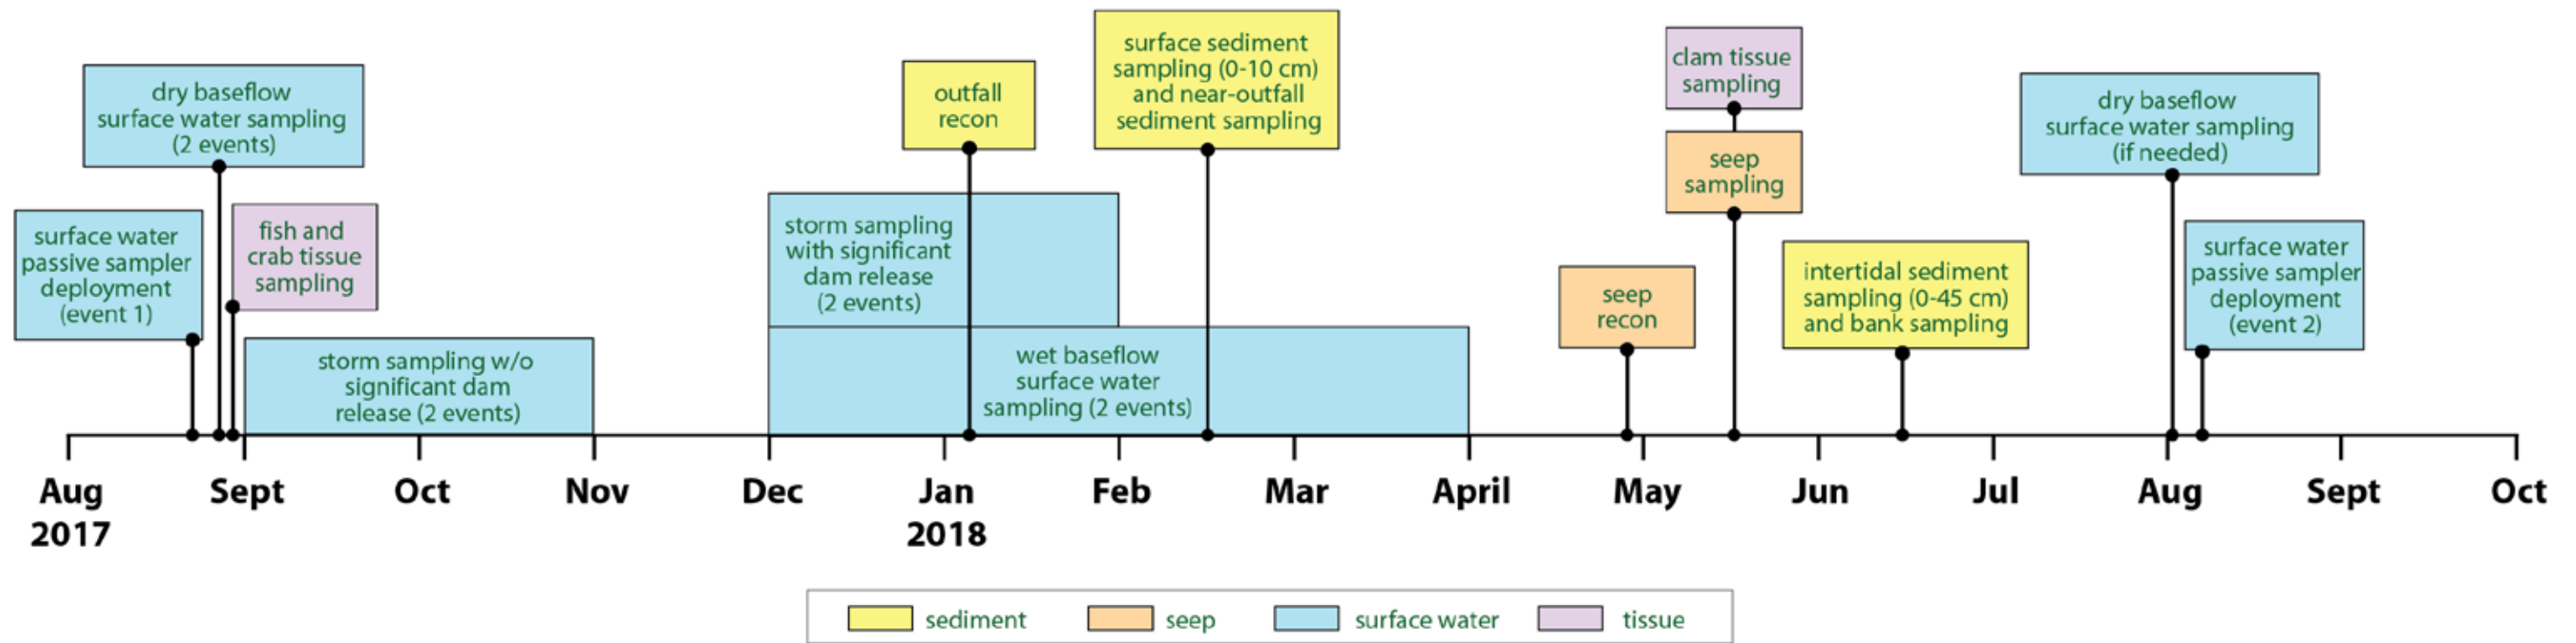 dry baseflow
surface water sampling
(2 events)
surface water
passive sampler
deployment
(event 1)
fish and
crab tissue
sampling
storm sampling w/o
significant dam
release (2 events)
outfall
recon
surface sediment
sampling (0-10 cm)
and near-outfall
sediment sampling
storm sampling
with significant
dam release
(2 events)
wet baseflow
surface water
sampling (2 events)
clam tissue
sampling
seep
sampling
seep
recon
intertidal sediment
sampling (0-45 cm)
and bank sampling
dry baseflow
surface water sampling
(if needed)
surface water
passive sampler
deployment
(event 2)
Aug Sept Oct Nov Dec Jan Feb Mar April May Jun Jul Aug Sept Oct
2017 2018
sediment seep surface water tissue